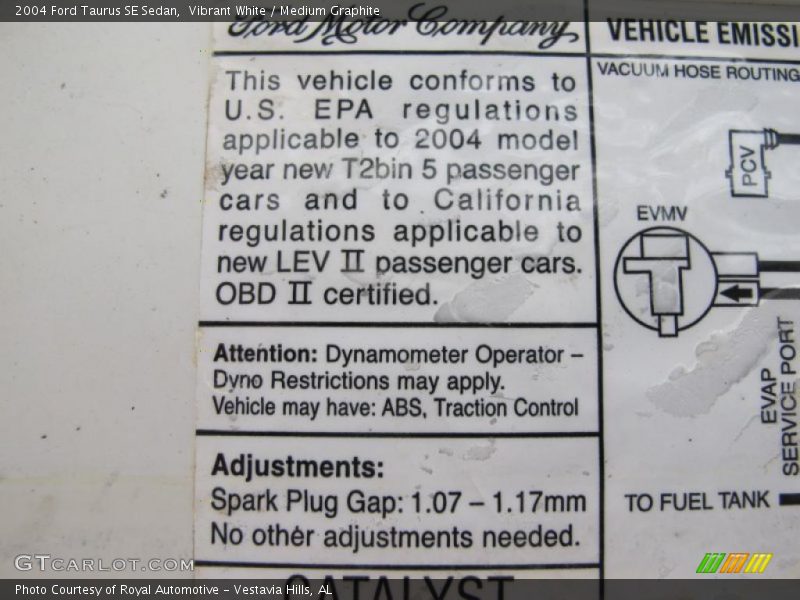 2004 Ford Taurus SE Sedan,  Vibrant White / Medium Graphite
Ford Motor Company
This vehicle conforms to
U.S. EPA regulations
applicable to 2004 model
year new T2bin 5 passenger
cars and to California
regulations applicable to
new LEV II passenger cars.
OBD II certified.
Attention: Dynamometer Operator –
Dyno Restrictions may apply.
Vehicle may have: ABS, Traction Control
Adjustments:
Spark Plug Gap: 1.07 – 1.17mm
No other adjustments needed.
CATALYST
VEHICLE EMISSI
VACUUM HOSE ROUTING
PCV
EVMV
EVAP
SERVICE PORT
TO FUEL TANK
GTCARLOT.COM
Photo Courtesy of Royal Automotive – Vestavia Hills, AL